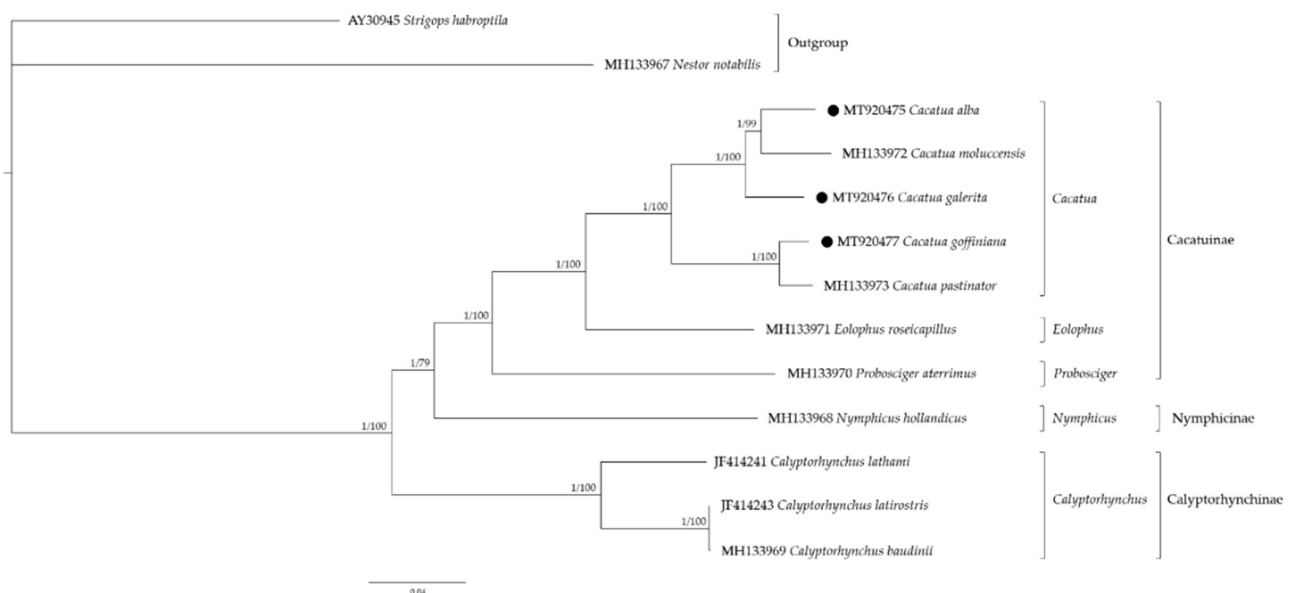 AY30945 Strigops habroptila
Outgroup
MH133967 Nestor notabilis
MT920475 Cacatua alba
1/99
MH133972 Cacatua moluccensis
1/100
MT920476 Cacatua galerita
Cacatua
1/100
MT920477 Cacatua goffiniana
Cacatuinae
1/100
1/100
MH133973 Cacatua pastinator
1/100
MH133971 Eolophus roseicapillus
Eolophus
1/79
MH133970 Probosciger aterrimus
Probosciger
MH133968 Nymphicus hollandicus
Nymphicus
Nymphicinae
1/100
JF414241 Calyptorhynchus lathami
1/100
Calyptorhynchus
Calyptorhynchinae
JF414243 Calyptorhynchus latirostris
1/100
MH133969 Calyptorhynchus baudinii
0.04